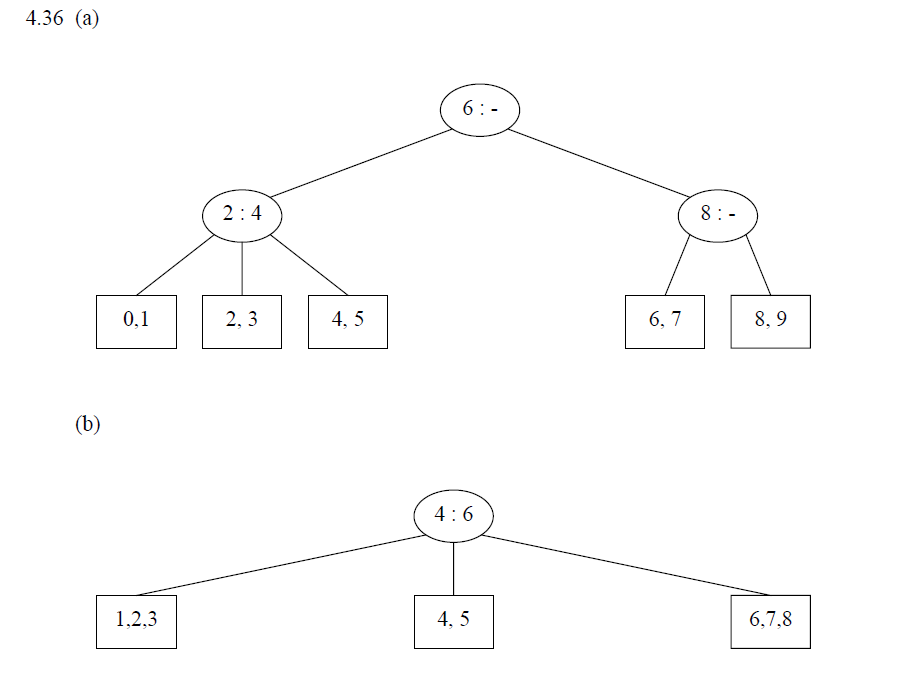 4.36 (a)
6 : -
2 : 4
8 : -
0,1
2, 3
4, 5
6, 7
8, 9
(b)
4 : 6
1,2,3
4, 5
6,7,8